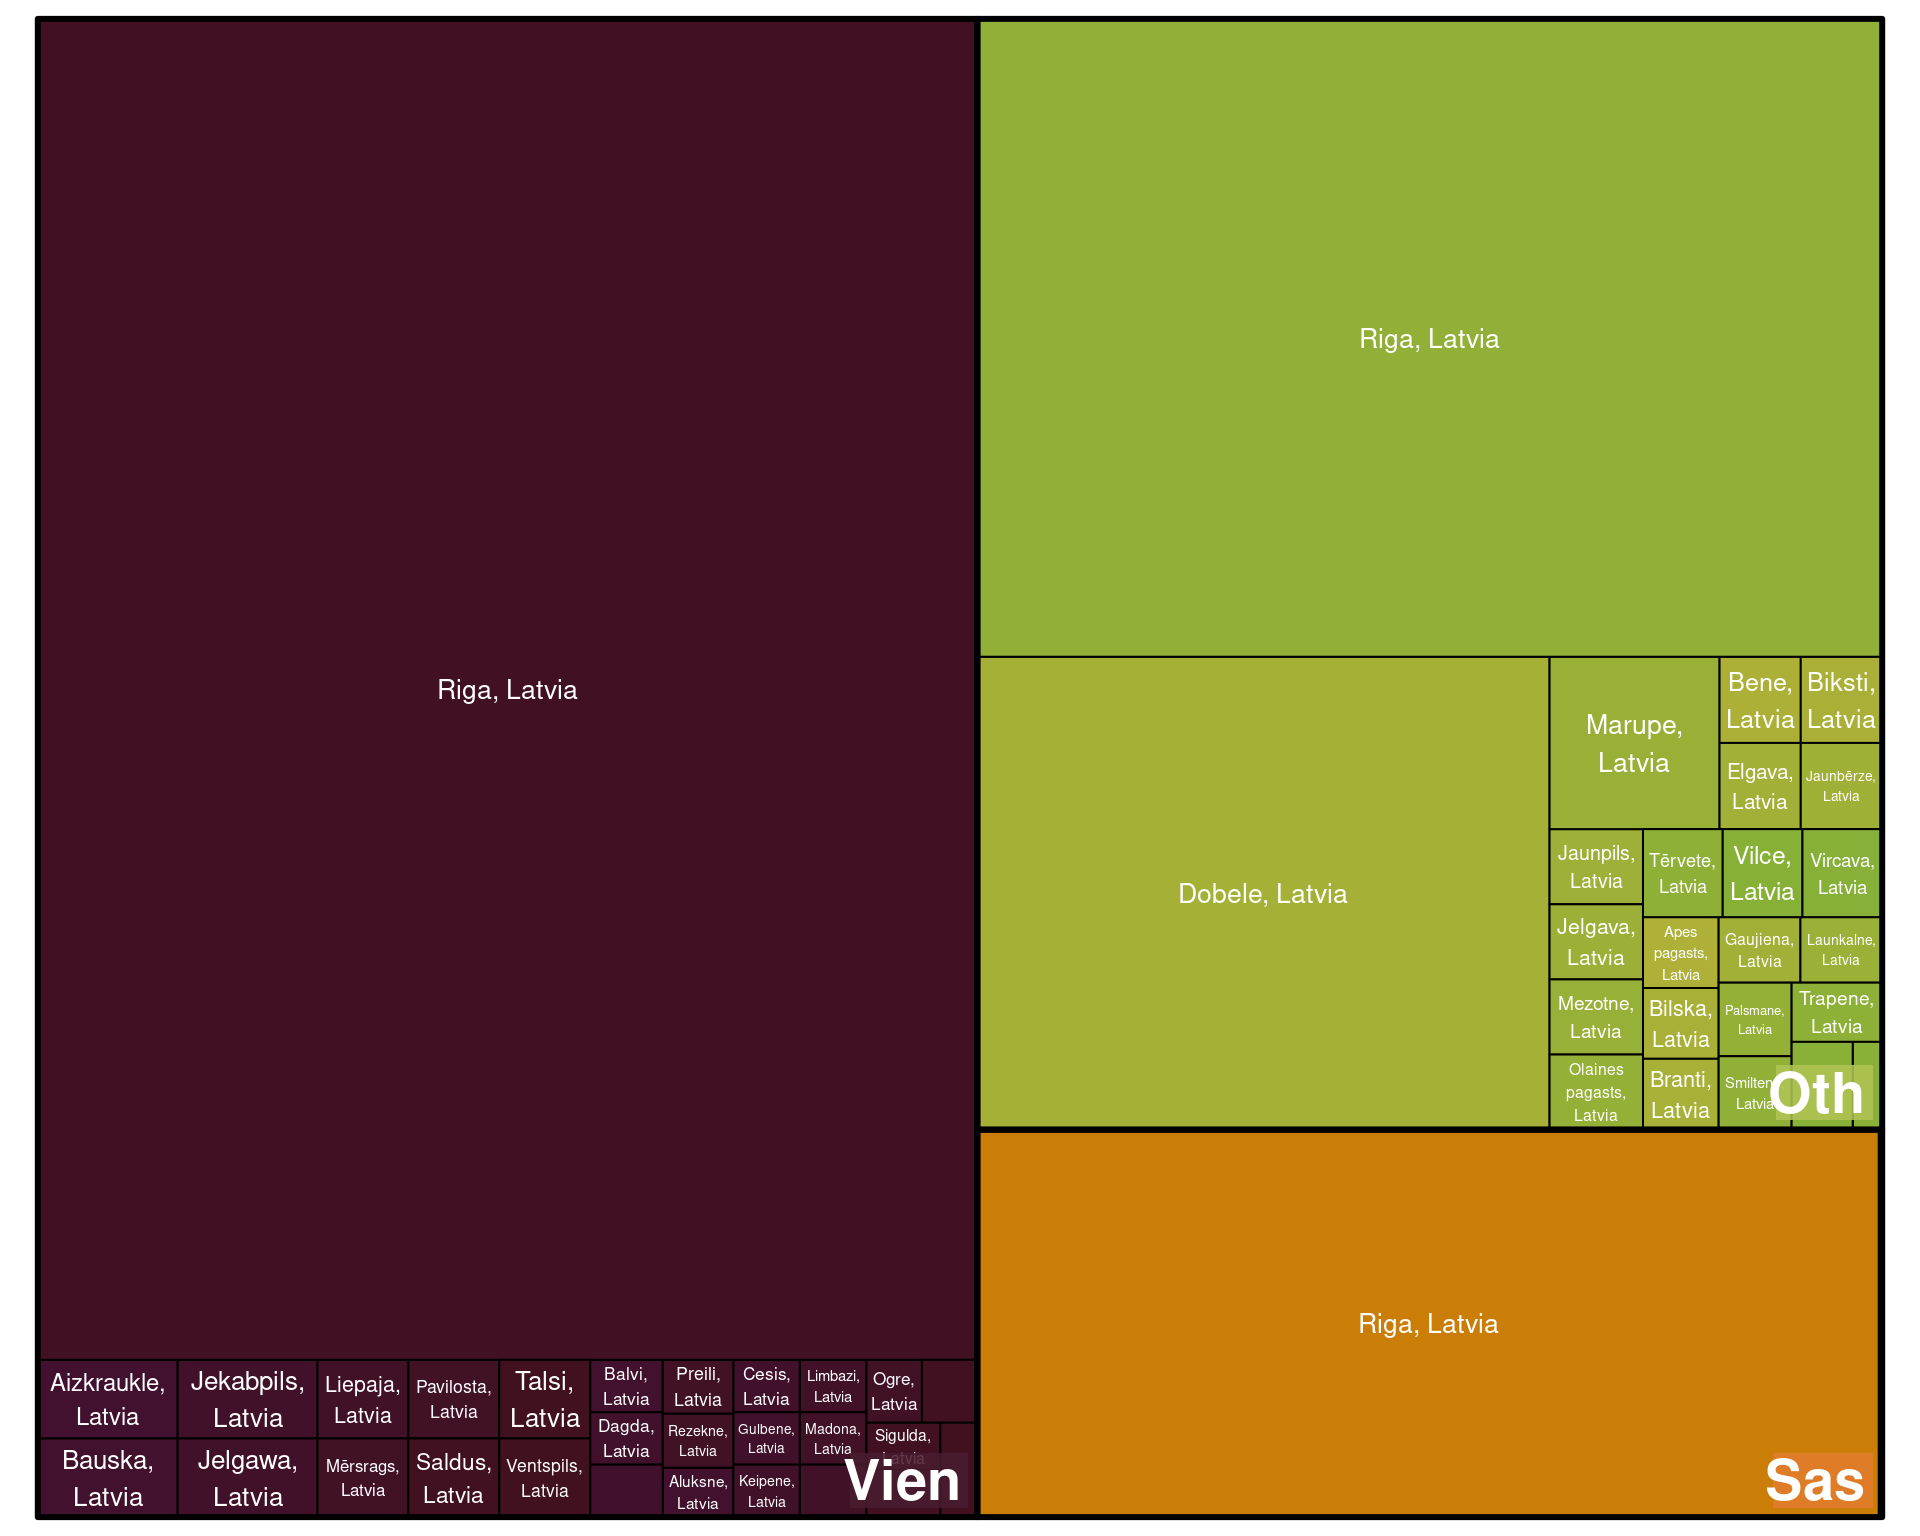 Riga, Latvia
Aizkraukle,
Latvia
Bauska,
Latvia
Jekabpils,
Latvia
Jelgawa,
Latvia
Liepaja,
Latvia
Mērsrags,
Latvia
Pavilosta,
Latvia
Saldus,
Latvia
Talsi,
Latvia
Ventspils,
Latvia
Balvi,
Latvia
Dagda,
Latvia
Preili,
Latvia
Rezekne,
Latvia
Aluksne,
Latvia
Cesis,
Latvia
Gulbene,
Latvia
Keipene,
Latvia
Limbazi,
Latvia
Madona,
Latvia
Ogre,
Latvia
Sigulda,
Latvia
Vien
Riga, Latvia
Dobele, Latvia
Marupe,
Latvia
Bene,
Latvia
Biksti,
Latvia
Elgava,
Latvia
Jaunbērze,
Latvia
Jaunpils,
Latvia
Jelgava,
Latvia
Mezotne,
Latvia
Olaines
pagasts,
Latvia
Tērvete,
Latvia
Vilce,
Latvia
Vircava,
Latvia
Apes
pagasts,
Latvia
Bilska,
Latvia
Branti,
Latvia
Gaujiena,
Latvia
Launkalne,
Latvia
Palsmane,
Latvia
Trapene,
Latvia
Latvia
Oth
Riga, Latvia
Sas